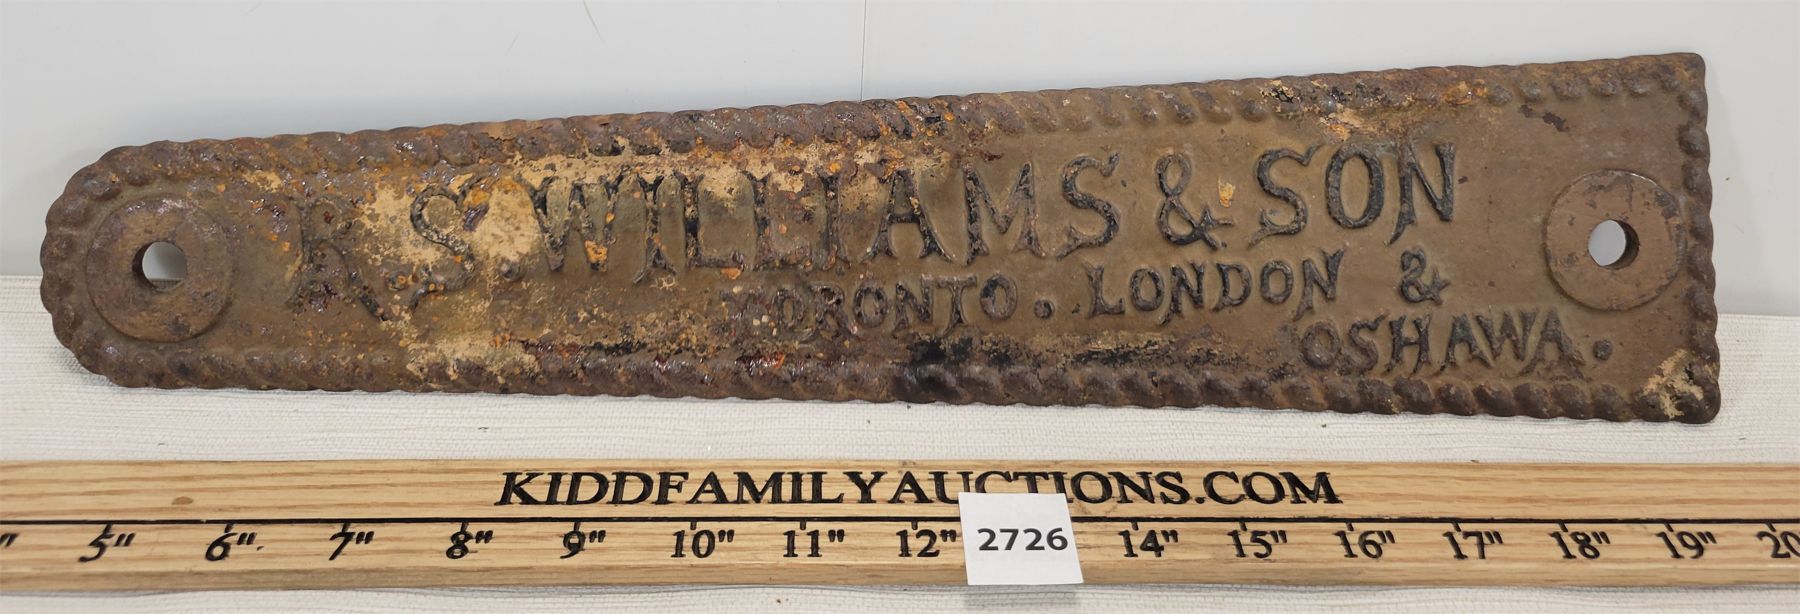 R.S. WILLIAMS & SON
TORONTO. LONDON &
OSHAWA.
KIDDFAMILYAUCTIONS.COM
5" 6" 7" 8" 9" 10" 11" 12" 14" 15" 16" 17" 18" 19" 20
2726